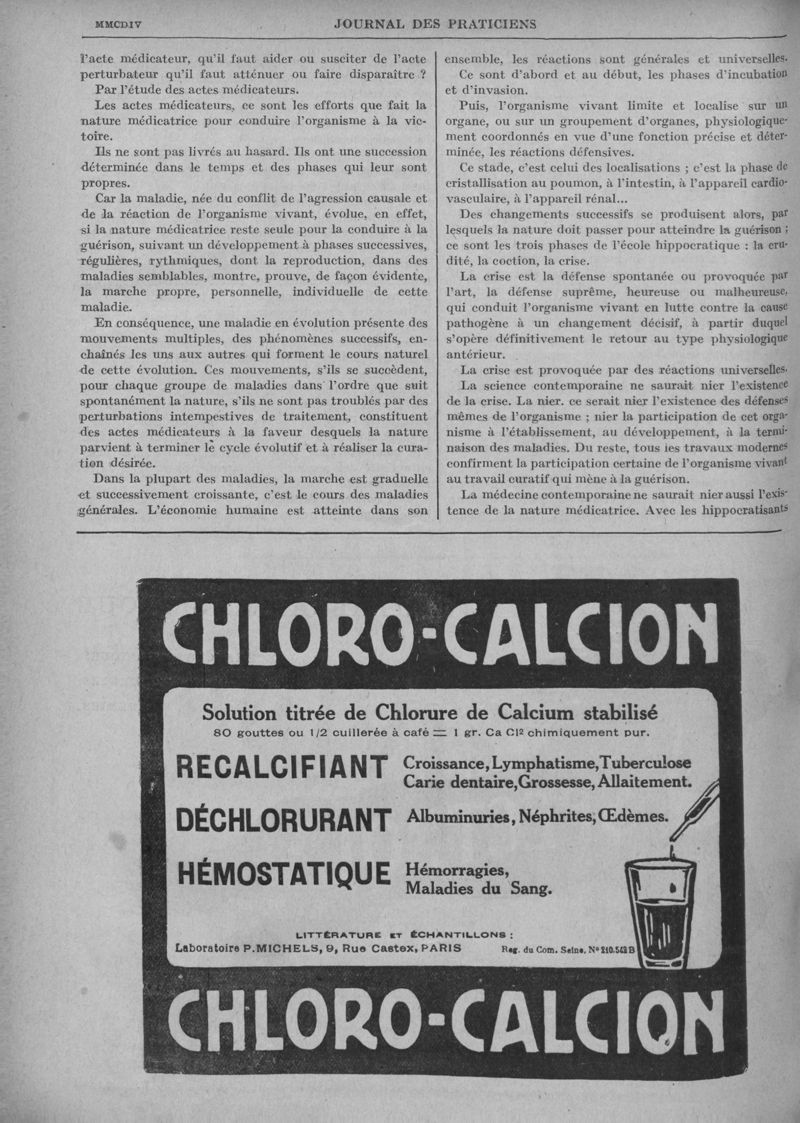 MMCDIV
JOURNAL DES PRATICIENS
l'acte médicateur, qu'il faut aider ou susciter de l'acte
perturbateur qu'il faut atténuer ou faire disparaître ?
Par l'étude des actes médicateurs.
Les actes médicateurs, ce sont les efforts que fait la
nature médicatrice pour conduire l'organisme à la vic-
toire.
Ils ne sont pas livrés au hasard. Ils ont une succession
déterminée dans le temps et des phases qui leur sont
propres.
Car la maladie, née du conflit de l'agression causale et
de la réaction de l'organisme vivant, évolue, en effet,
si la nature médicatrice reste seule pour la conduire à la
guérison, suivant un développement à phases successives,
régulières, rythmiques, dont la reproduction, dans des
maladies semblables, montre, prouve, de façon évidente,
la marche propre, personnelle, individuelle de cette
maladie.
En conséquence, une maladie en évolution présente des
mouvements multiples, des phénomènes successifs, en-
chaînés les uns aux autres qui forment le cours naturel
de cette évolution. Ces mouvements, s'ils se succèdent,
pour chaque groupe de maladies dans l'ordre que suit
spontanément la nature, s'ils ne sont pas troublés par des
perturbations intempestives de traitement, constituent
des actes médicateurs à la faveur desquels la nature
parvient à terminer lè cycle évolutif et à réaliser la cura-
tion désirée.
Dans la plupart des maladies, la marche est graduelle
et successivement croissante, c'est le cours des maladies
générales. L'économie humaine est atteinte dans son
ensemble, les réactions sont générales et universelles.
Ce sont d'abord et au début, les phases d'incubation
et d'invasion.
Puis, l'organisme vivant limite et localise sur un
organe, ou sur un groupement d'organes, physiologique-
ment coordonnés en vue d'une fonction précise et déter-
minée, les réactions défensives.
Ce stade, c'est celui des localisations ; c'est la phase de
cristallisation au poumon, à l'intestin, à l'appareil cardio-
vasculaire, à l'appareil rénal...
Des changements successifs se produisent alors, par
lesquels la nature doit passer pour atteindre la guérison ;
ce sont les trois phases de l'école hippocratique : la cru-
dité, la coction, la crise.
La crise est la défense spontanée ou provoquée par
l'art, la défense suprême, heureuse ou malheureuse,
qui conduit l'organisme vivant en lutte contre la cause
pathogène à un changement décisif, à partir duquel
s'opère définitivement le retour au type physiologique
antérieur.
La crise est provoquée par des réactions universelles.
La science contemporaine ne saurait nier l'existence
de la crise. La nier. ce serait nier l'existence des défenses
mêmes de l'organisme ; nier la participation de cet orga-
nisme à l'établissement, au développement, à la termi-
naison des maladies. Du reste, tous les travaux modernes
confirment la participation certaine de l'organisme vivant
au travail curatif qui mène à la guérison.
La médecine contemporaine ne saurait nier aussi l'exis-
tence de la nature médicatrice. Avec les hippocratisants
CHLORO-CALCION
Solution titrée de Chlorure de Calcium stabilisé
80 gouttes ou 1/2 cuillerée à café = 1 gr. Ca Cl² chimiquement pur.
RECALCIFIANT Croissance, Lymphatisme, Tuberculose
Carie dentaire, Grossesse, Allaitement.
DÉCHLORURANT Albuminuries, Néphrites, Œdèmes.
HÉMOSTATIQUE Hémorragies,
Maladies du Sang.
LITTÉRATURE ET ÉCHANTILLONS :
Laboratoire P. MICHELS, 9, Rue Castex, PARIS Reg. du Com. Seine. N° 210.542 B
CHLORO-CALCION